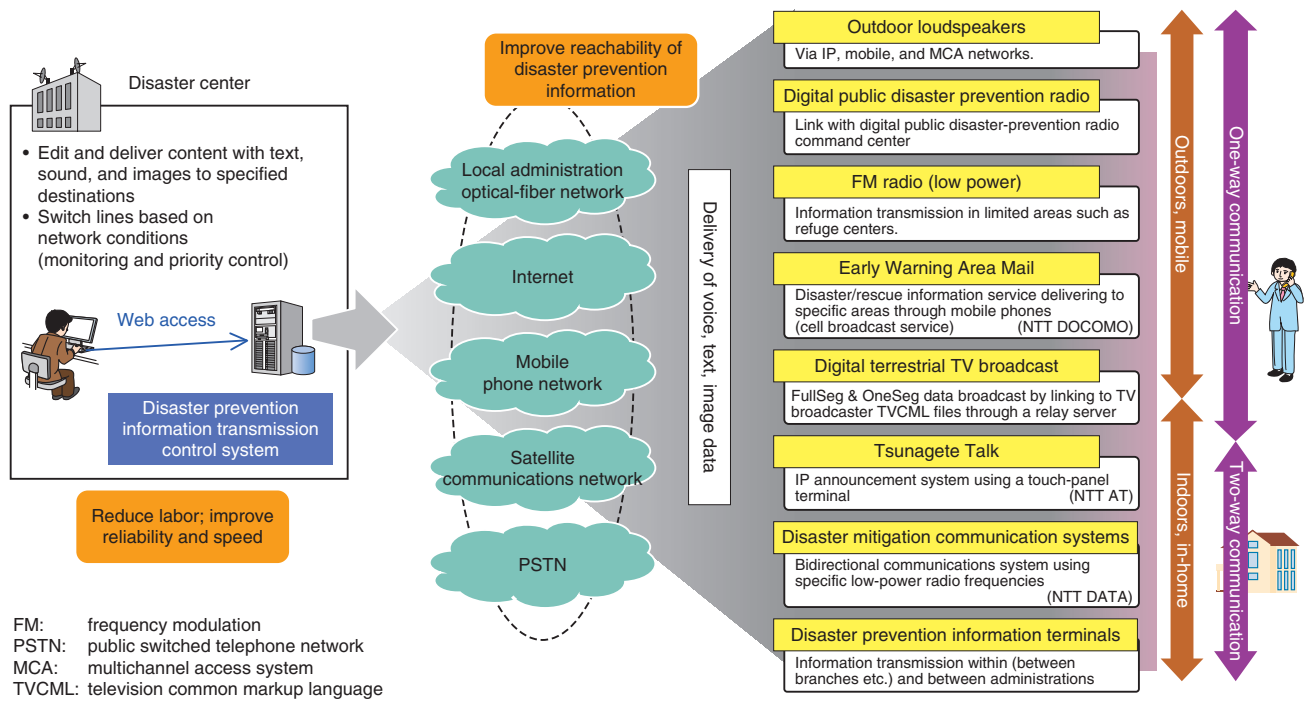 Disaster center
• Edit and deliver content with text,
sound, and images to specified
destinations
• Switch lines based on
network conditions
(monitoring and priority control)
Web access
Disaster prevention
information transmission
control system
Reduce labor; improve
reliability and speed
FM: frequency modulation
PSTN: public switched telephone network
MCA: multichannel access system
TVCML: television common markup language
Improve reachability of
disaster prevention
information
Local administration
optical-fiber network
Internet
Mobile
phone network
Satellite
communications network
PSTN
Delivery of voice, text, image data
Outdoor loudspeakers
Via IP, mobile, and MCA networks.
Digital public disaster prevention radio
Link with digital public disaster-prevention radio
command center
FM radio (low power)
Information transmission in limited areas such as
refuge centers.
Early Warning Area Mail
Disaster/rescue information service delivering to
specific areas through mobile phones
(cell broadcast service) (NTT DOCOMO)
Digital terrestrial TV broadcast
FullSeg & OneSeg data broadcast by linking to TV
broadcaster TVCML files through a relay server
Tsunagete Talk
IP announcement system using a touch-panel
terminal (NTT AT)
Disaster mitigation communication systems
Bidirectional communications system using
specific low-power radio frequencies
(NTT DATA)
Disaster prevention information terminals
Information transmission within (between
branches etc.) and between administrations
Outdoors, mobile
Indoors, in-home
One-way communication
Two-way communication